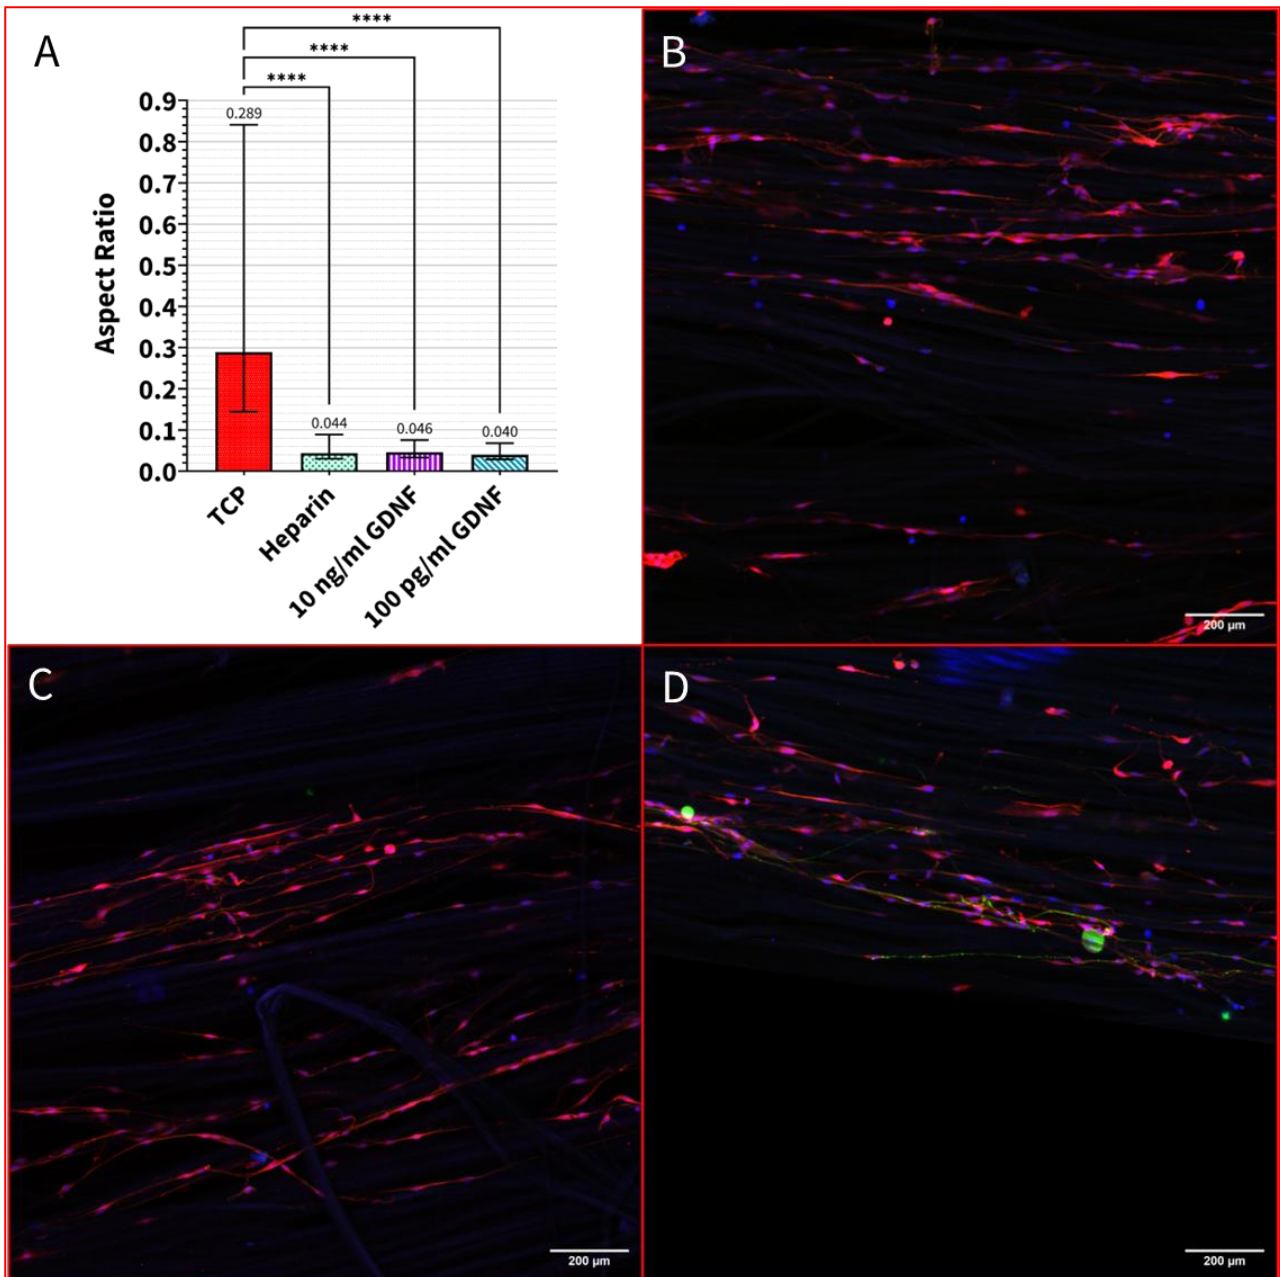 A
****
****
****
0.9
0.8
0.7
0.6
0.5
0.4
0.3
0.2
0.1
0.0
Aspect Ratio
0.289
0.044
0.046
0.040
TCP
Heparin
10 ng/ml GDNF
100 pg/ml GDNF
B
200 µm
C
200 µm
D
200 µm